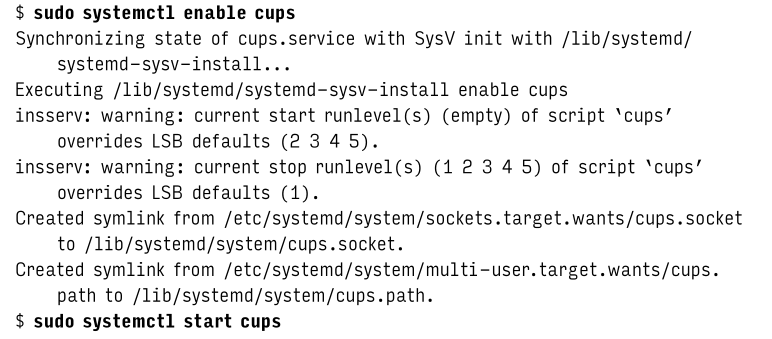 $ sudo systemctl enable cups
Synchronizing state of cups.service with SysV init with /lib/systemd/
systemd-sysv-install...
Executing /lib/systemd/systemd-sysv-install enable cups
insserv: warning: current start runlevel(s) (empty) of script ‛cups’
overrides LSB defaults (2 3 4 5).
insserv: warning: current stop runlevel(s) (1 2 3 4 5) of script ‛cups’
overrides LSB defaults (1).
Created symlink from /etc/systemd/system/sockets.target.wants/cups.socket
to /lib/systemd/system/cups.socket.
Created symlink from /etc/systemd/system/multi-user.target.wants/cups.
path to /lib/systemd/system/cups.path.
$ sudo systemctl start cups